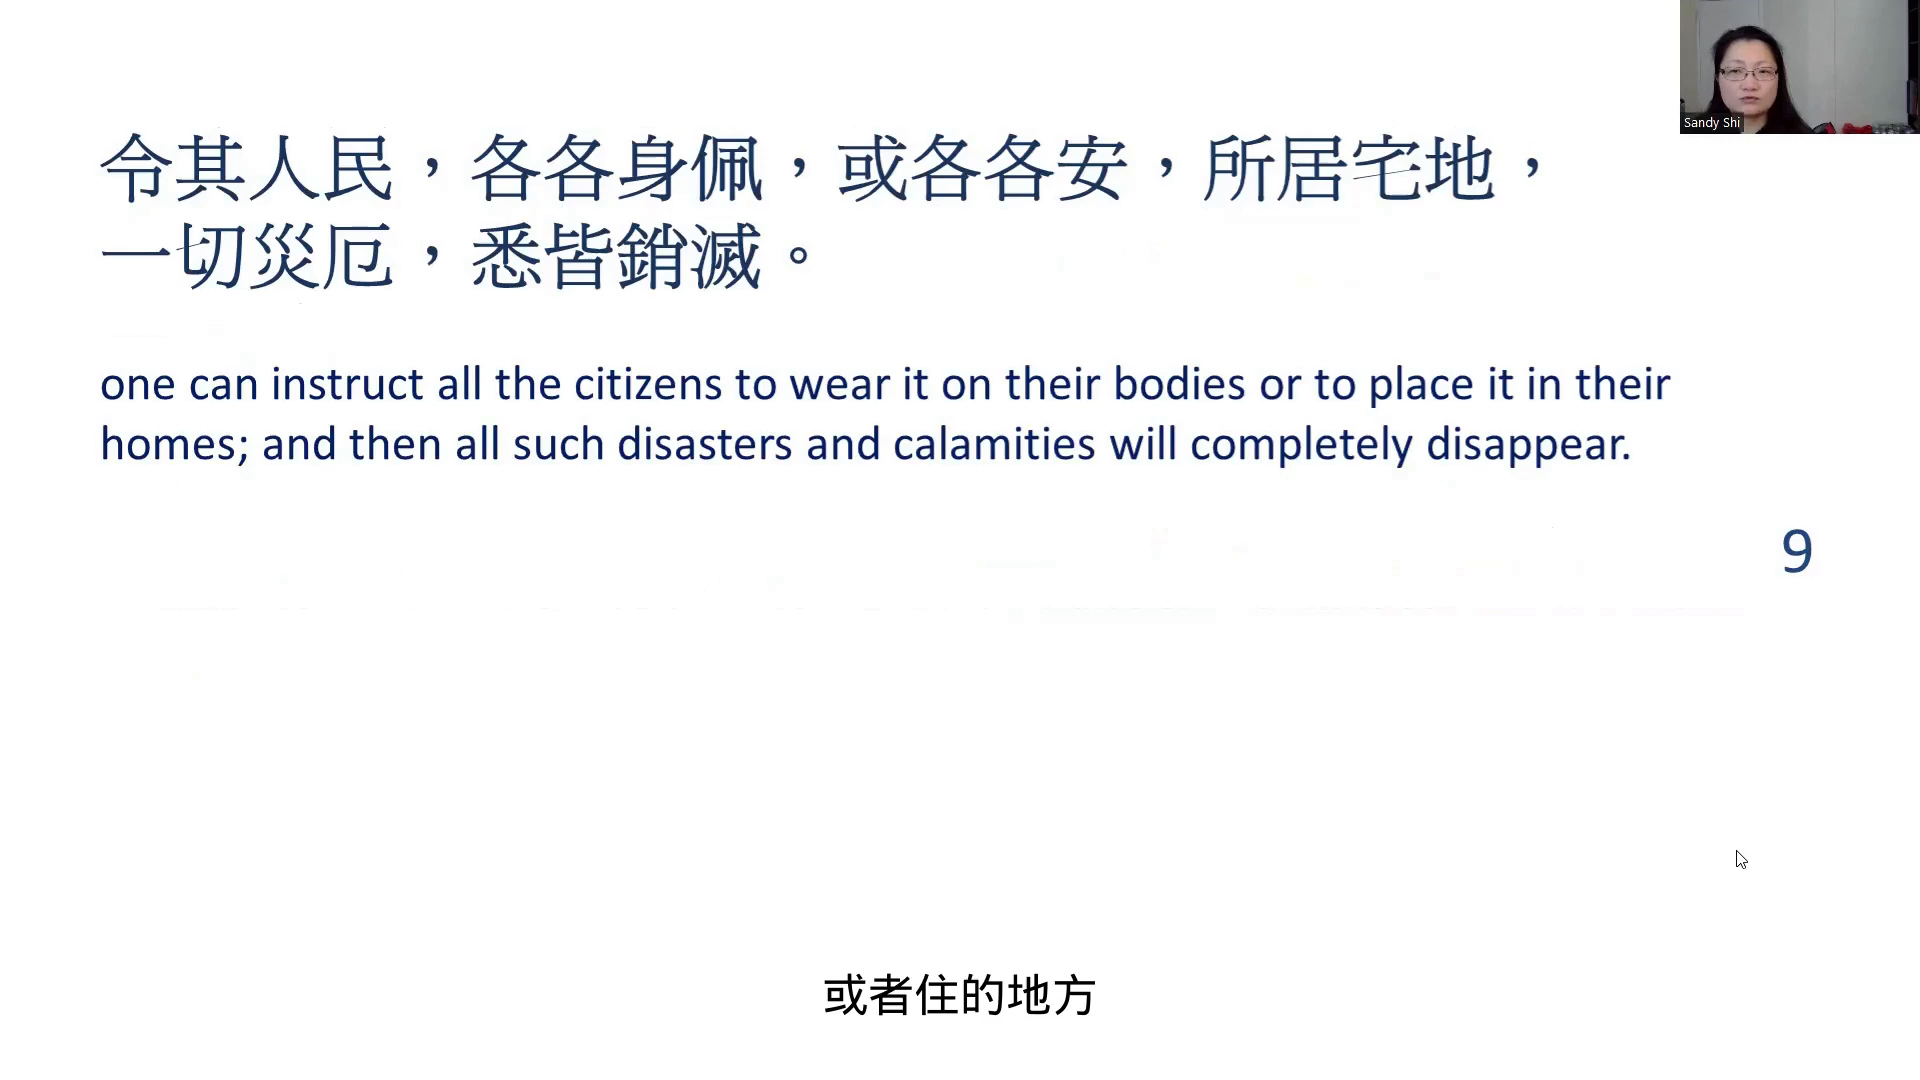 Sandy Shi
令其人民，各各身佩，或各各安，所居宅地，
一切災厄，悉皆銷滅。
one can instruct all the citizens to wear it on their bodies or to place it in their
homes; and then all such disasters and calamities will completely disappear.
9
或者住的地方